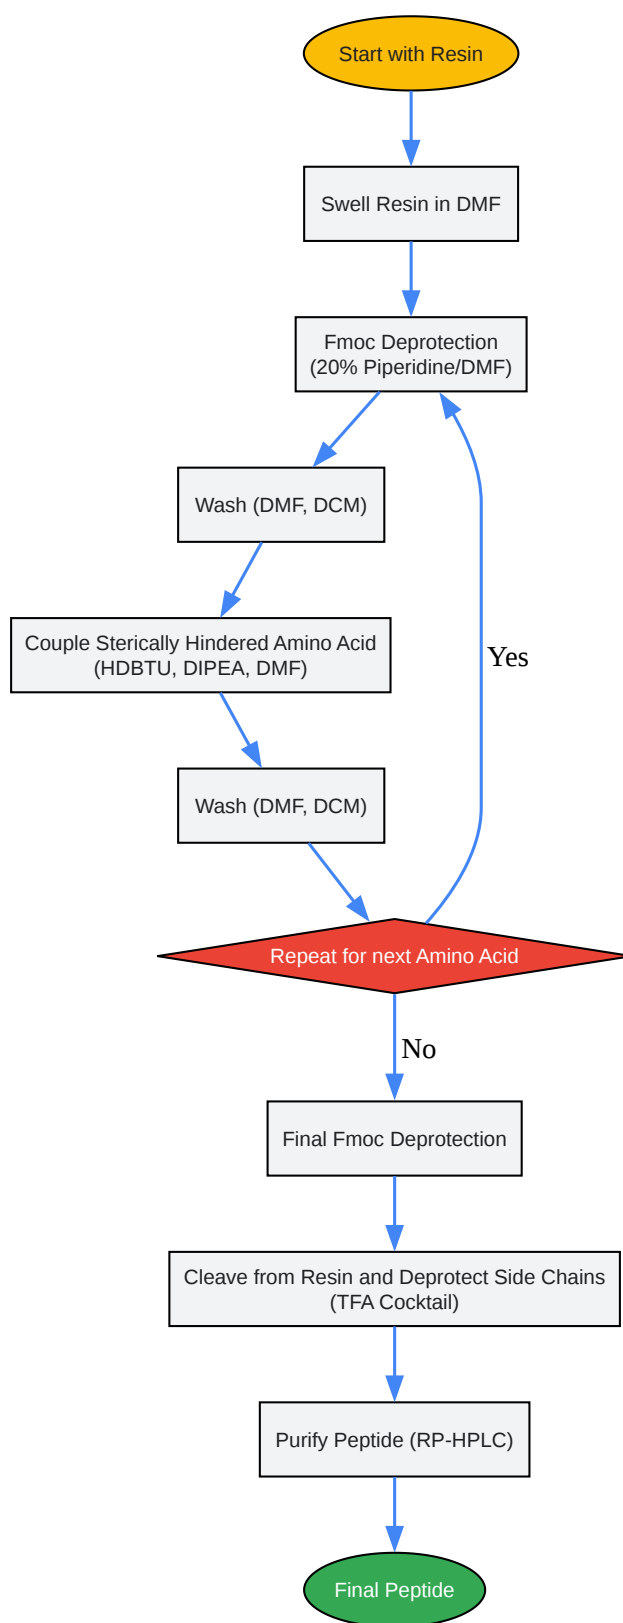 Start with Resin
Swell Resin in DMF
Fmoc Deprotection
(20% Piperidine/DMF)
Wash (DMF, DCM)
Couple Sterically Hindered Amino Acid
(HDBTU, DIPEA, DMF)
Yes
Wash (DMF, DCM)
Repeat for next Amino Acid
No
Final Fmoc Deprotection
Cleave from Resin and Deprotect Side Chains
(TFA Cocktail)
Purify Peptide (RP-HPLC)
Final Peptide